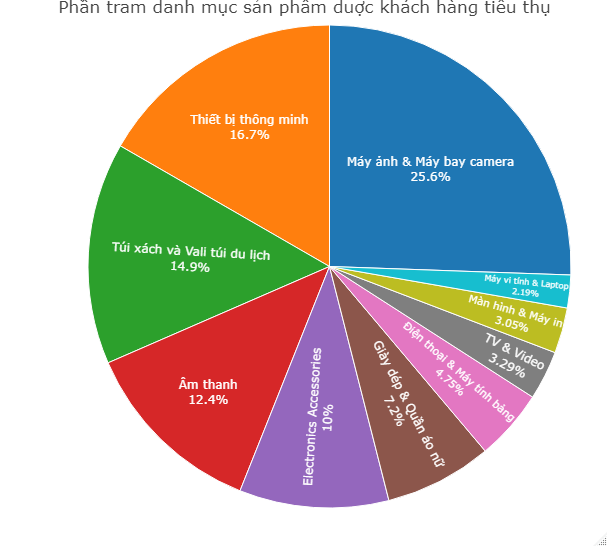 Phần trăm danh mục sản phẩm được khách hàng tiêu thụ
Thiết bị thông minh
16.7%
Máy ảnh & Máy bay camera
25.6%
Túi xách và Vali túi du lịch
14.9%
Máy vi tính & Laptop
2.19%
Màn hình & Máy in
3.05%
TV & Video
3.29%
Điện thoại & Máy tính bảng
4.75%
Giày dép & Quần áo nữ
7.2%
Electronics Accessories
10%
Âm thanh
12.4%